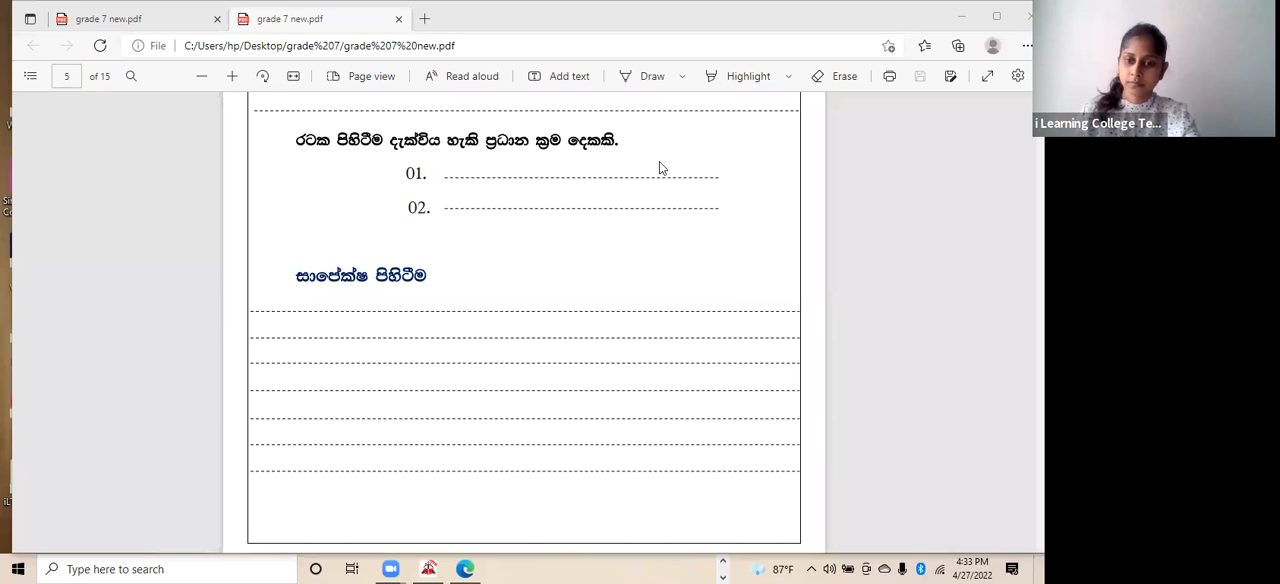 grade 7 new.pdf
grade 7 new.pdf
File C:/Users/hp/Desktop/grade%207/grade%207%20new.pdf
5 of 15 Page view Read aloud Add text Draw Highlight Erase
රටක පිහිටීම දැක්විය හැකි ප්‍රධාන ක්‍රම දෙකකි.
01.
02.
සාපේක්ෂ පිහිටීම
i Learning College Te...
Type here to search
87°F
4:33 PM
4/27/2022